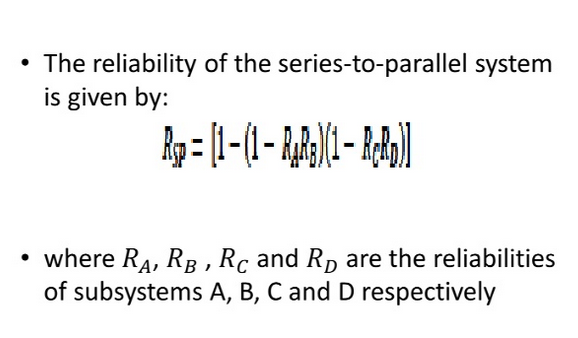 • The reliability of the series-to-parallel system
is given by:
R_SP = [1 − (1 − R_A R_B)(1 − R_C R_D)]
• where R_A, R_B , R_C and R_D are the reliabilities
of subsystems A, B, C and D respectively